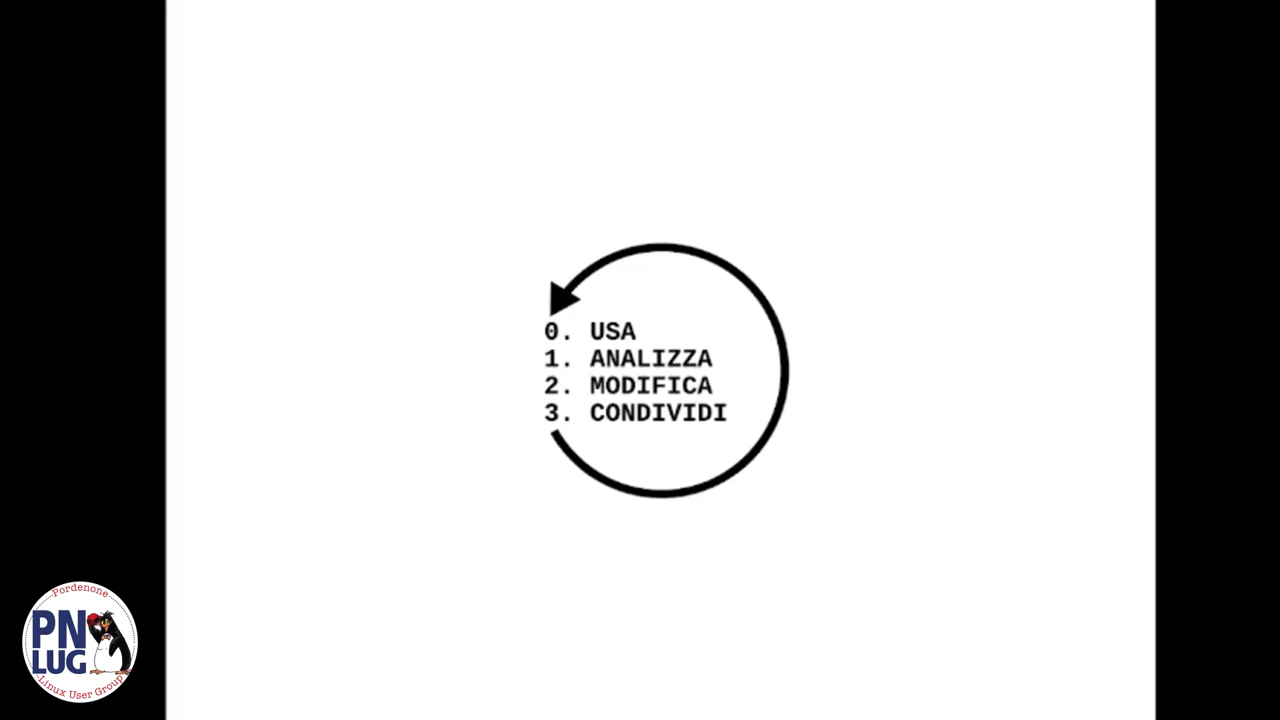 0. USA
1. ANALIZZA
2. MODIFICA
3. CONDIVIDI
Pordenone
PN
LUG
Linux User Group